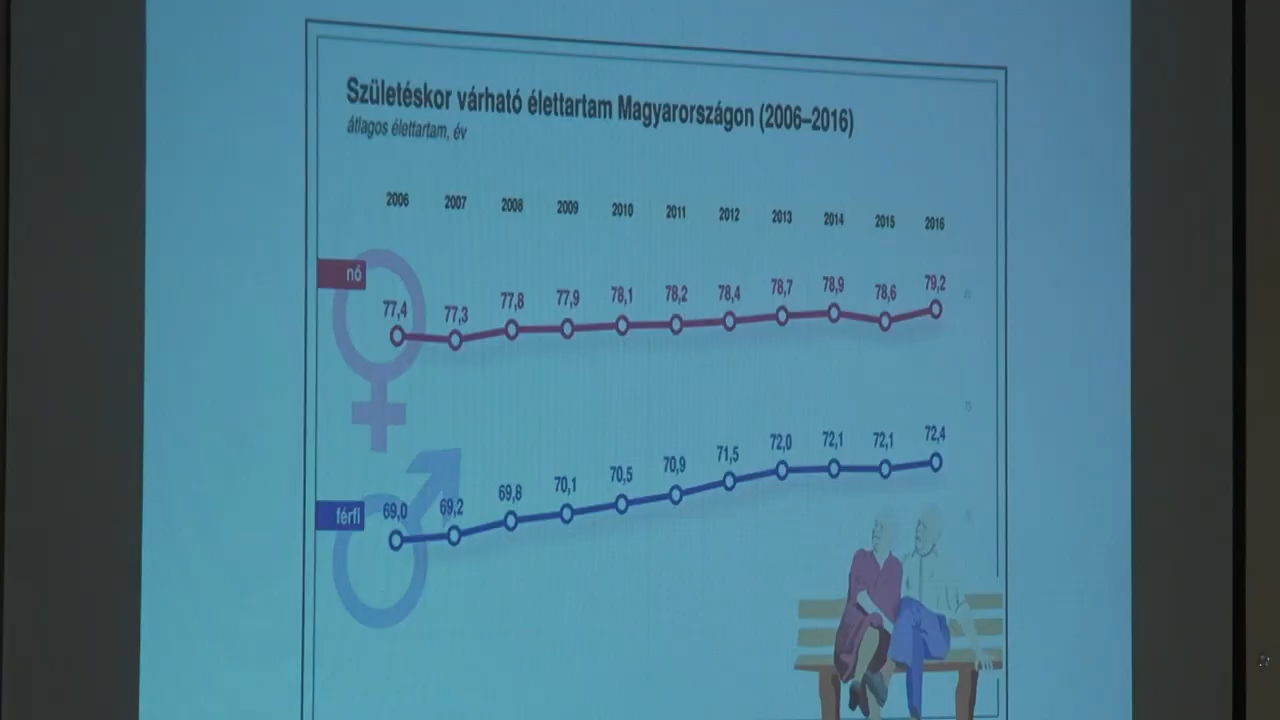 Születéskor várható élettartam Magyarországon (2006–2016)
átlagos élettartam, év
2006 2007 2008 2009 2010 2011 2012 2013 2014 2015 2016
nő
77,4 77,3 77,8 77,9 78,1 78,2 78,4 78,7 78,9 78,6 79,2
férfi
69,0 69,2 69,8 70,1 70,5 70,9 71,5 72,0 72,1 72,1 72,4